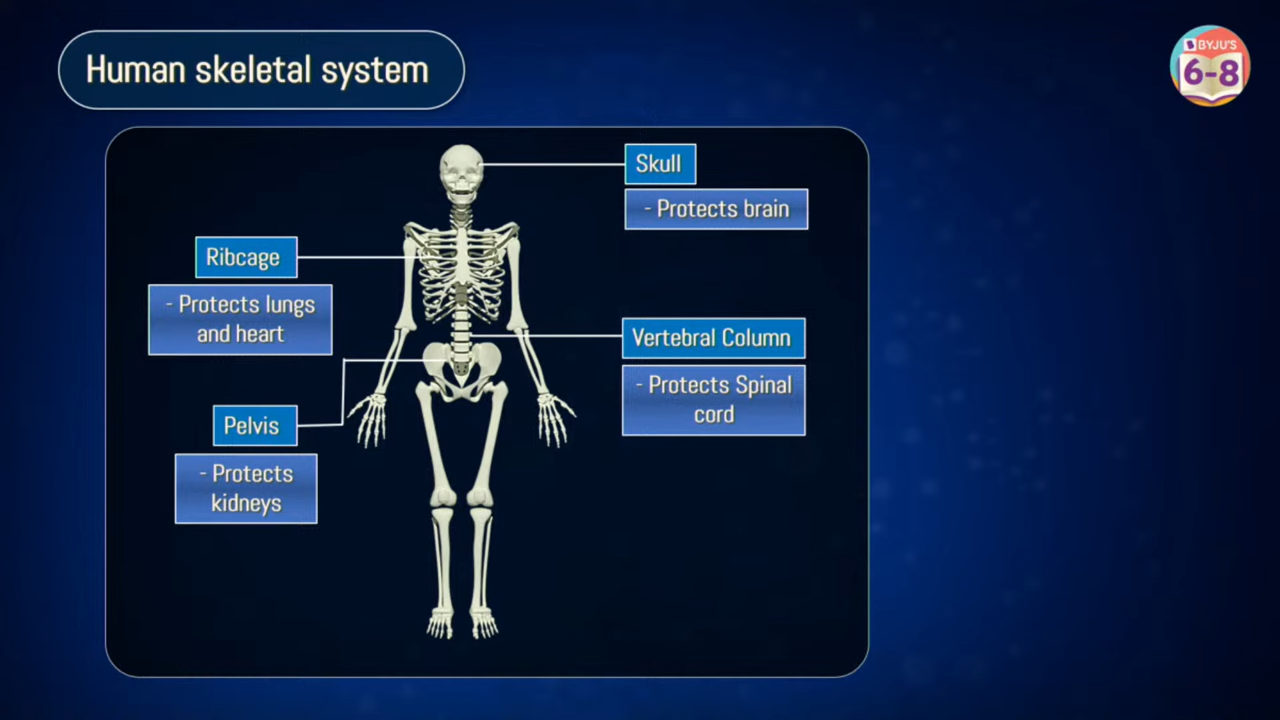 Human skeletal system
BYJU'S
6-8
Skull
- Protects brain
Ribcage
- Protects lungs
and heart
Vertebral Column
- Protects Spinal
cord
Pelvis
- Protects
kidneys